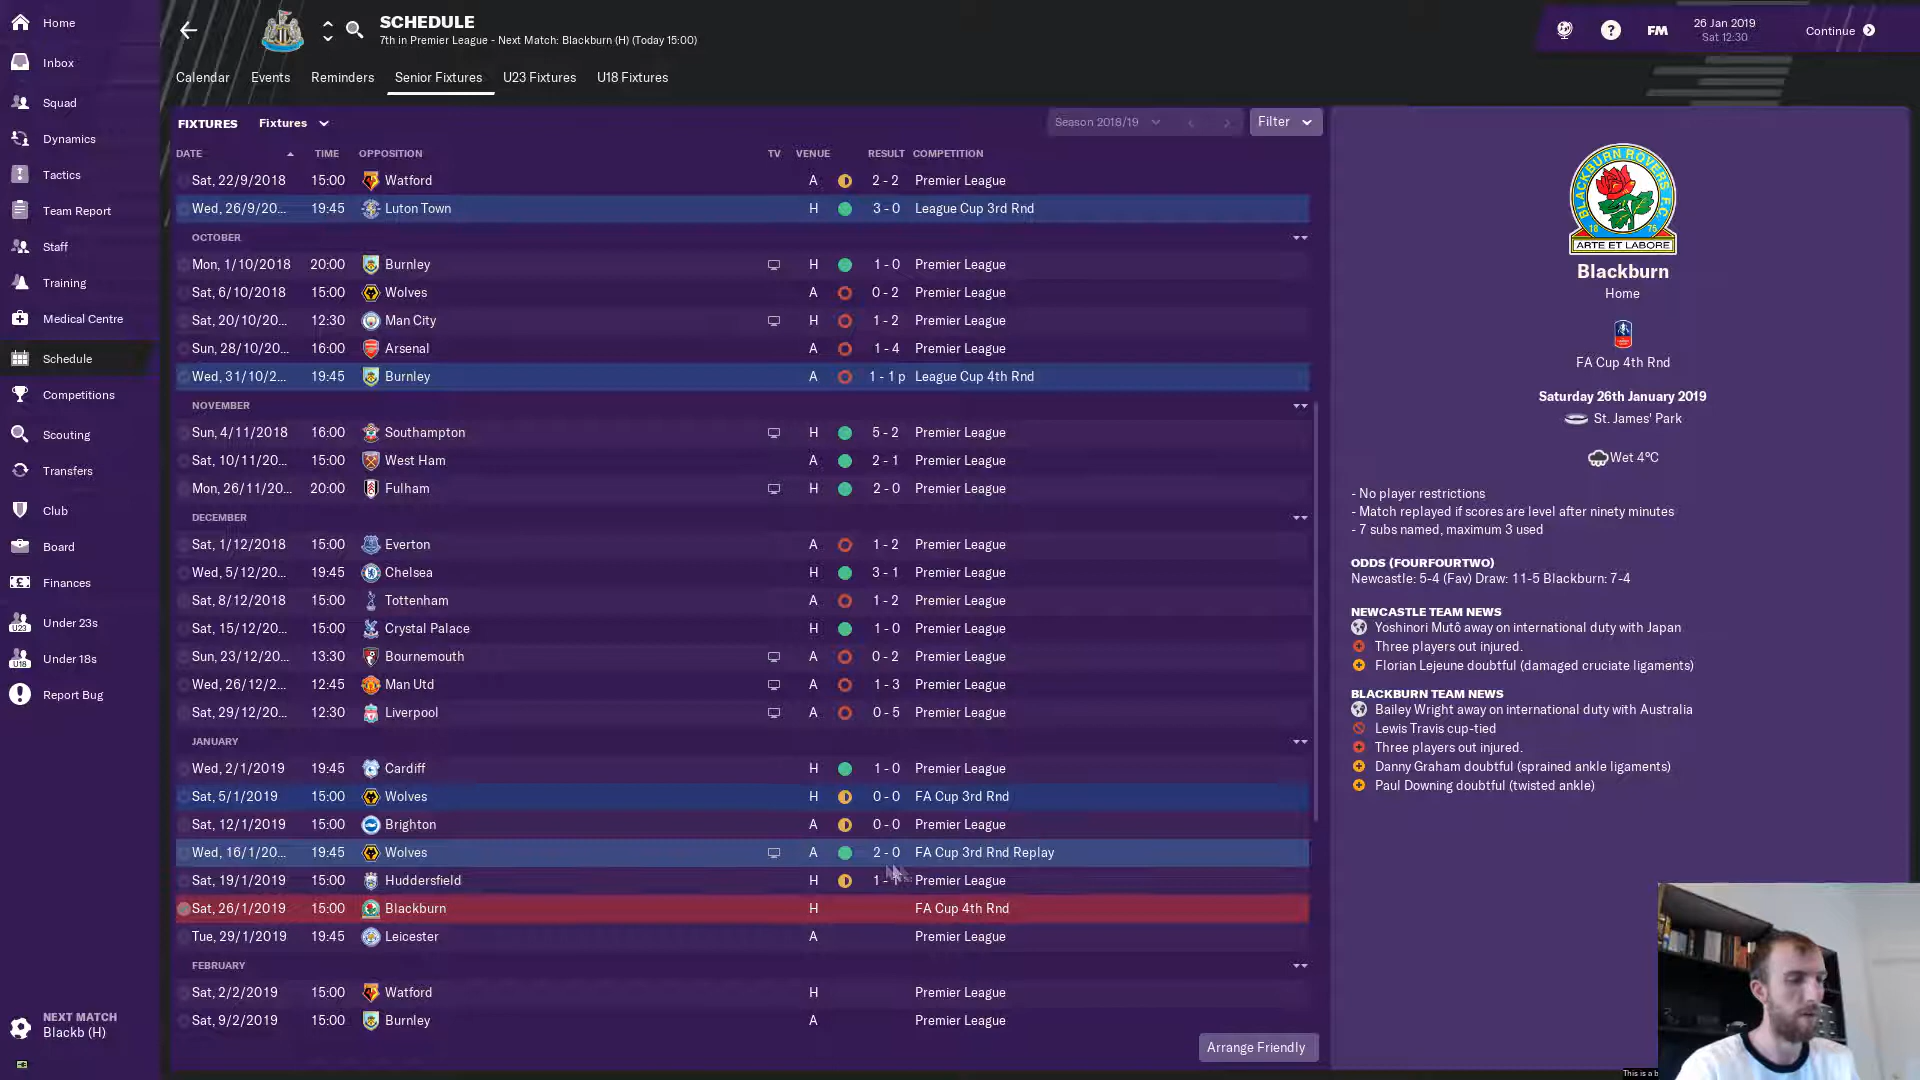 Home
Inbox
Squad
Dynamics
Tactics
Team Report
Staff
Training
Medical Centre
Schedule
Competitions
Scouting
Transfers
Club
Board
Finances
Under 23s
Under 18s
Report Bug
NEXT MATCH
Blackb (H)
SCHEDULE
7th in Premier League - Next Match: Blackburn (H) (Today 15:00)
FM
26 Jan 2019
Sat 12:30
Continue
Calendar Events Reminders Senior Fixtures U23 Fixtures U18 Fixtures
FIXTURES Fixtures Season 2018/19 Filter
DATE TIME OPPOSITION TV VENUE RESULT COMPETITION
Sat, 22/9/2018 15:00 Watford A 2 - 2 Premier League
Wed, 26/9/20... 19:45 Luton Town H 3 - 0 League Cup 3rd Rnd
OCTOBER
Mon, 1/10/2018 20:00 Burnley H 1 - 0 Premier League
Sat, 6/10/2018 15:00 Wolves A 0 - 2 Premier League
Sat, 20/10/20... 12:30 Man City H 1 - 2 Premier League
Sun, 28/10/20... 16:00 Arsenal A 1 - 4 Premier League
Wed, 31/10/2... 19:45 Burnley A 1 - 1 p League Cup 4th Rnd
NOVEMBER
Sun, 4/11/2018 16:00 Southampton H 5 - 2 Premier League
Sat, 10/11/20... 15:00 West Ham A 2 - 1 Premier League
Mon, 26/11/20... 20:00 Fulham H 2 - 0 Premier League
DECEMBER
Sat, 1/12/2018 15:00 Everton A 1 - 2 Premier League
Wed, 5/12/20... 19:45 Chelsea H 3 - 1 Premier League
Sat, 8/12/2018 15:00 Tottenham A 1 - 2 Premier League
Sat, 15/12/20... 15:00 Crystal Palace H 1 - 0 Premier League
Sun, 23/12/20... 13:30 Bournemouth A 0 - 2 Premier League
Wed, 26/12/2... 12:45 Man Utd A 1 - 3 Premier League
Sat, 29/12/20... 12:30 Liverpool A 0 - 5 Premier League
JANUARY
Wed, 2/1/2019 19:45 Cardiff H 1 - 0 Premier League
Sat, 5/1/2019 15:00 Wolves H 0 - 0 FA Cup 3rd Rnd
Sat, 12/1/2019 15:00 Brighton A 0 - 0 Premier League
Wed, 16/1/20... 19:45 Wolves A 2 - 0 FA Cup 3rd Rnd Replay
Sat, 19/1/2019 15:00 Huddersfield H 1 - Premier League
Sat, 26/1/2019 15:00 Blackburn H FA Cup 4th Rnd
Tue, 29/1/2019 19:45 Leicester A Premier League
FEBRUARY
Sat, 2/2/2019 15:00 Watford H Premier League
Sat, 9/2/2019 15:00 Burnley A Premier League
Arrange Friendly
BLACKBURN ROVERS F.C.
18 75
ARTE ET LABORE
Blackburn
Home
FA Cup 4th Rnd
Saturday 26th January 2019
St. James' Park
Wet 4ºC
- No player restrictions
- Match replayed if scores are level after ninety minutes
- 7 subs named, maximum 3 used
ODDS (FOURFOURTWO)
Newcastle: 5-4 (Fav) Draw: 11-5 Blackburn: 7-4
NEWCASTLE TEAM NEWS
Yoshinori Mutô away on international duty with Japan
Three players out injured.
Florian Lejeune doubtful (damaged cruciate ligaments)
BLACKBURN TEAM NEWS
Bailey Wright away on international duty with Australia
Lewis Travis cup-tied
Three players out injured.
Danny Graham doubtful (sprained ankle ligaments)
Paul Downing doubtful (twisted ankle)
This is a b